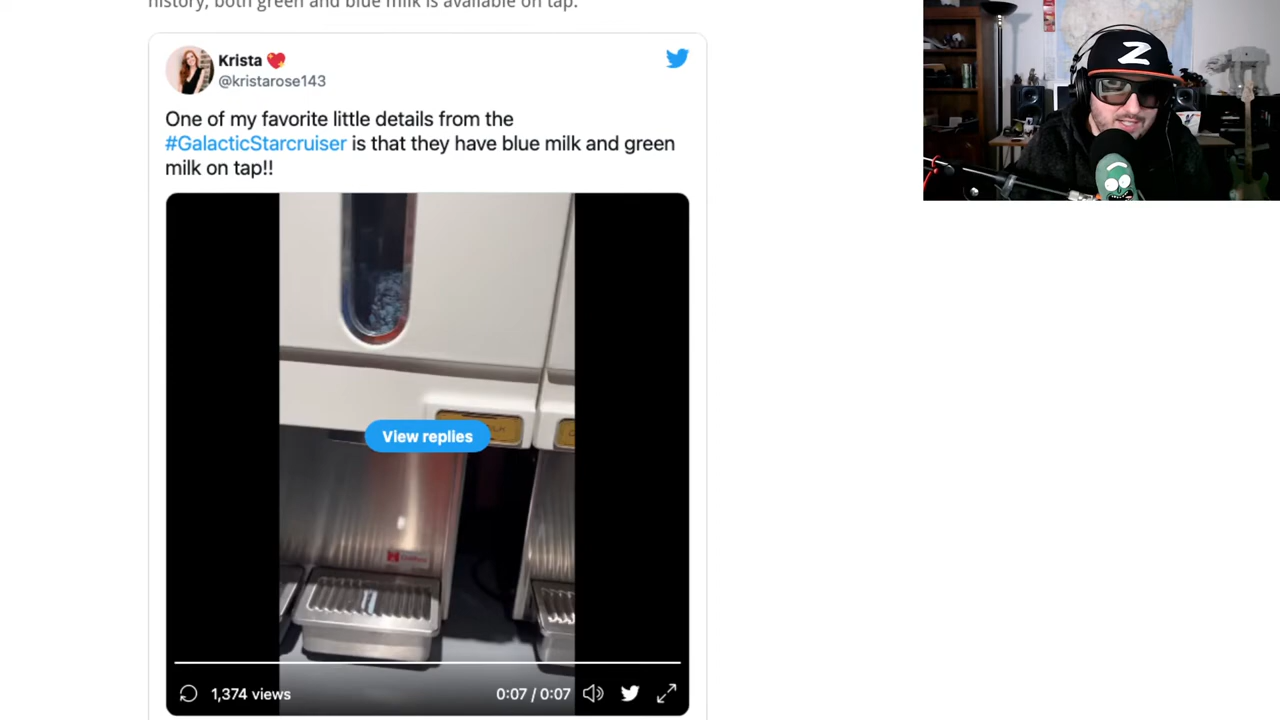 history, both green and blue milk is available on tap.
Krista
@kristarose143
One of my favorite little details from the
#GalacticStarcruiser is that they have blue milk and green
milk on tap!!
View replies
1,374 views
0:07 / 0:07
Z